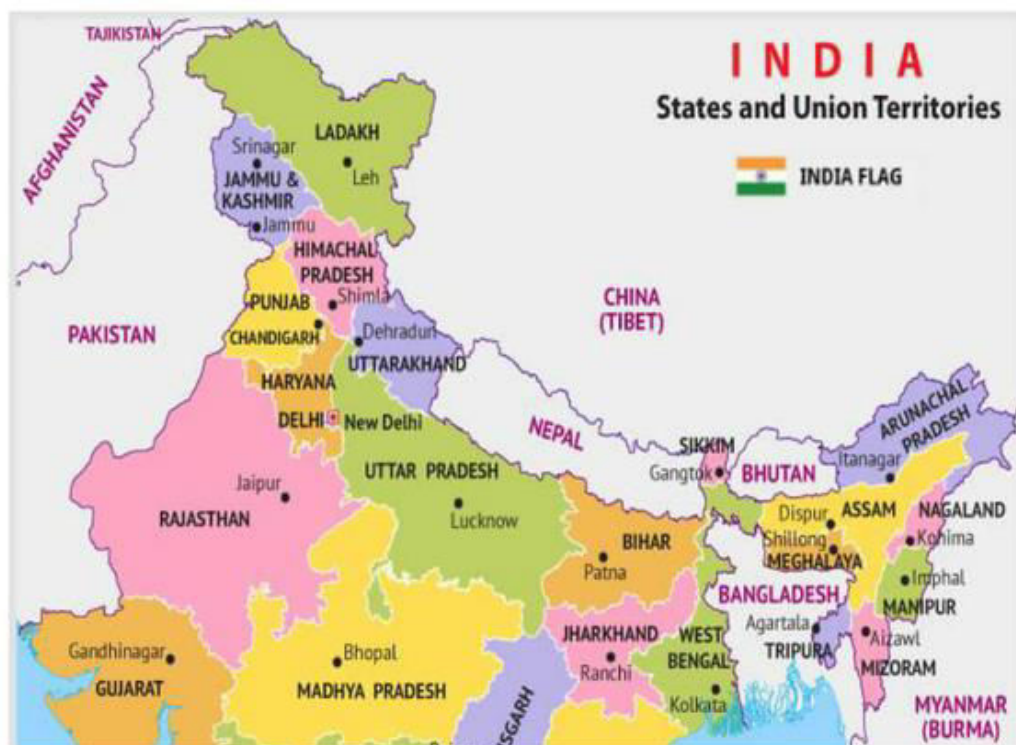 TAJIKISTAN
INDIA
States and Union Territories
INDIA FLAG
AFGHANISTAN
LADAKH
Srinagar
Leh
JAMMU &
KASHMIR
Jammu
HIMACHAL
PRADESH
Shimla
PUNJAB
CHANDIGARH
PAKISTAN
CHINA
(TIBET)
Dehradun
UTTARAKHAND
HARYANA
DELHI
New Delhi
NEPAL
SIKKIM
Gangtok
BHUTAN
ARUNACHAL
PRADESH
Itanagar
UTTAR PRADESH
Lucknow
Jaipur
RAJASTHAN
BIHAR
Patna
Dispur
ASSAM
NAGALAND
Shillong
MEGHALAYA
Kohima
Imphal
MANIPUR
BANGLADESH
Agartala
TRIPURA
Aizawl
MIZORAM
JHARKHAND
Ranchi
WEST
BENGAL
Kolkata
Gandhinagar
GUJARAT
Bhopal
MADHYA PRADESH
SGARH
MYANMAR
(BURMA)